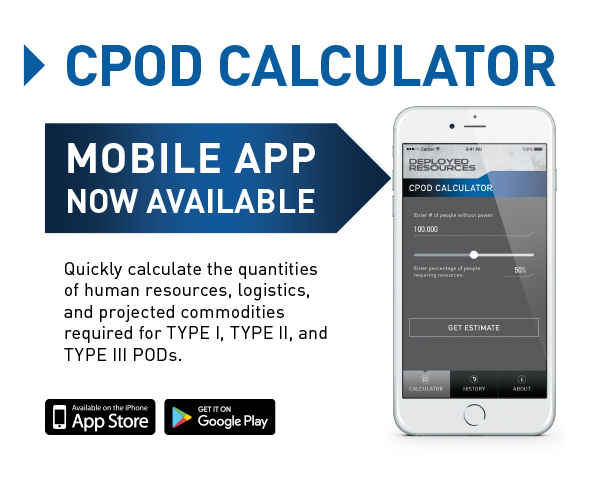 CPOD CALCULATOR
MOBILE APP
NOW AVAILABLE
Quickly calculate the quantities
of human resources, logistics,
and projected commodities
required for TYPE I, TYPE II, and
TYPE III PODs.
Available on the iPhone
App Store
GET IT ON
Google Play
Carrier 9:41 AM 100%
DEPLOYED
RESOURCES
CPOD CALCULATOR
Enter # of people without power:
100,000
Enter percentage of people
requiring resources:
50%
GET ESTIMATE
CALCULATOR HISTORY ABOUT